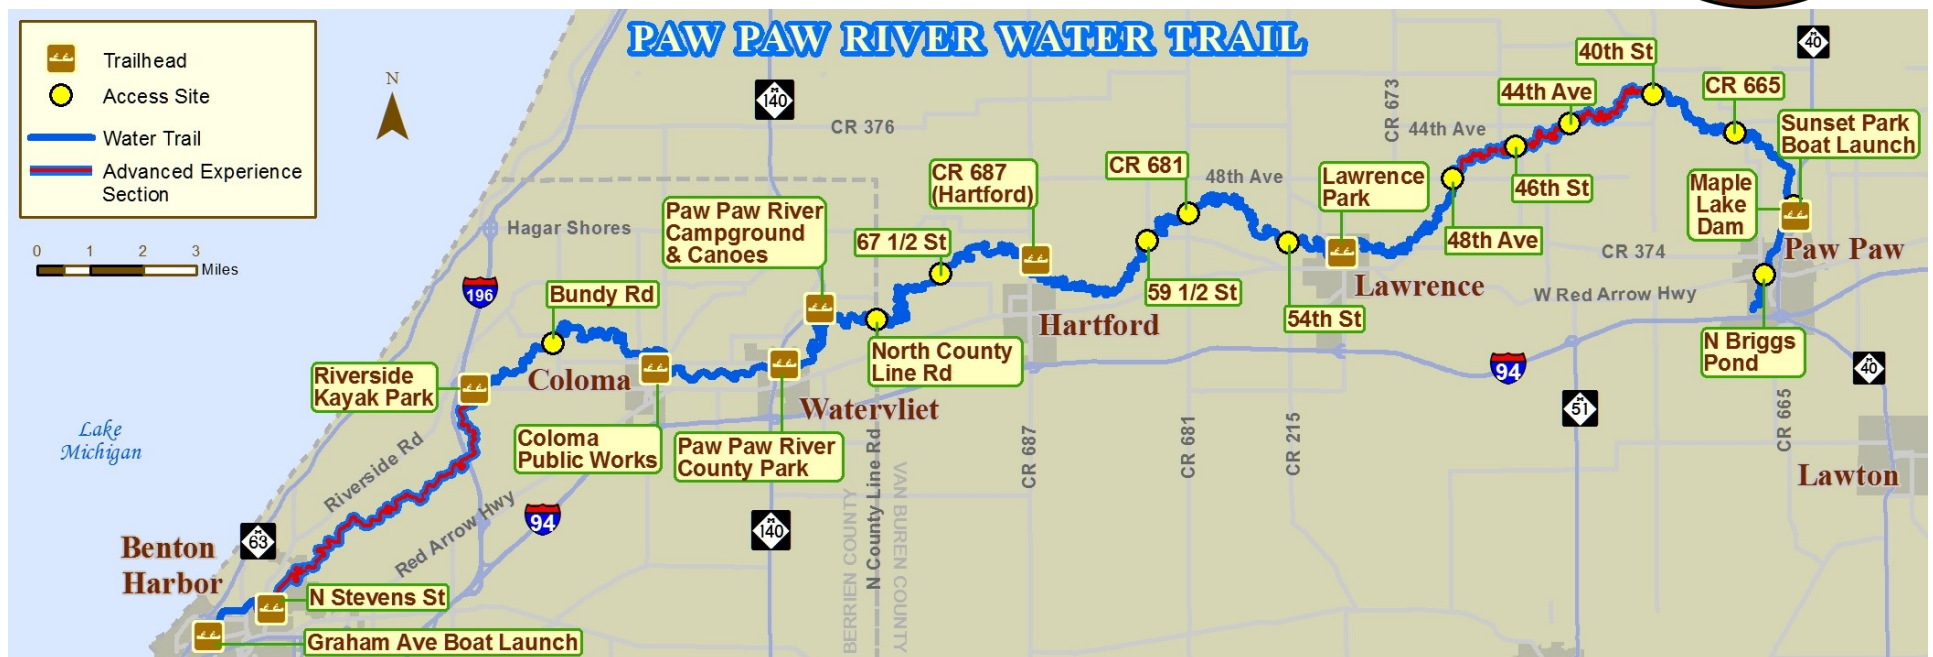 PAW PAW RIVER WATER TRAIL
Trailhead
Access Site
Water Trail
Advanced Experience
Section
N
0 1 2 3
Miles
M
140
M
40
40th St
44th Ave
CR 665
CR 673
CR 376
44th Ave
Sunset Park
Boat Launch
CR 687
(Hartford)
CR 681
48th Ave
Lawrence
Park
46th St
Maple
Lake
Dam
Paw Paw River
Campground
& Canoes
67 1/2 St
Hagar Shores
48th Ave
CR 374
Paw Paw
196
Bundy Rd
59 1/2 St
54th St
Lawrence
W Red Arrow Hwy
Hartford
N Briggs
Pond
North County
Line Rd
94
M
40
Riverside
Kayak Park
Coloma
Watervliet
M
51
CR 665
Lake
Michigan
Coloma
Public Works
Paw Paw River
County Park
CR 687
CR 681
CR 215
Lawton
Riverside Rd
Red Arrow Hwy
94
M
140
BERRIEN COUNTY
N County Line Rd
VAN BUREN COUNTY
M
63
Benton
Harbor
N Stevens St
Graham Ave Boat Launch